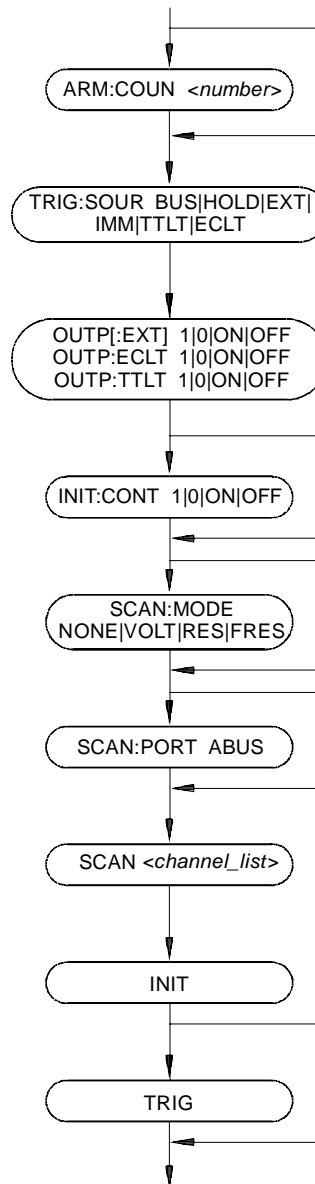 ARM:COUN <number>
TRIG:SOUR BUS|HOLD|EXT|
IMM|TTLT|ECLT
OUTP[:EXT] 1|0|ON|OFF
OUTP:ECLT 1|0|ON|OFF
OUTP:TTLT 1|0|ON|OFF
INIT:CONT 1|0|ON|OFF
SCAN:MODE
NONE|VOLT|RES|FRES
SCAN:PORT ABUS
SCAN <channel_list>
INIT
TRIG